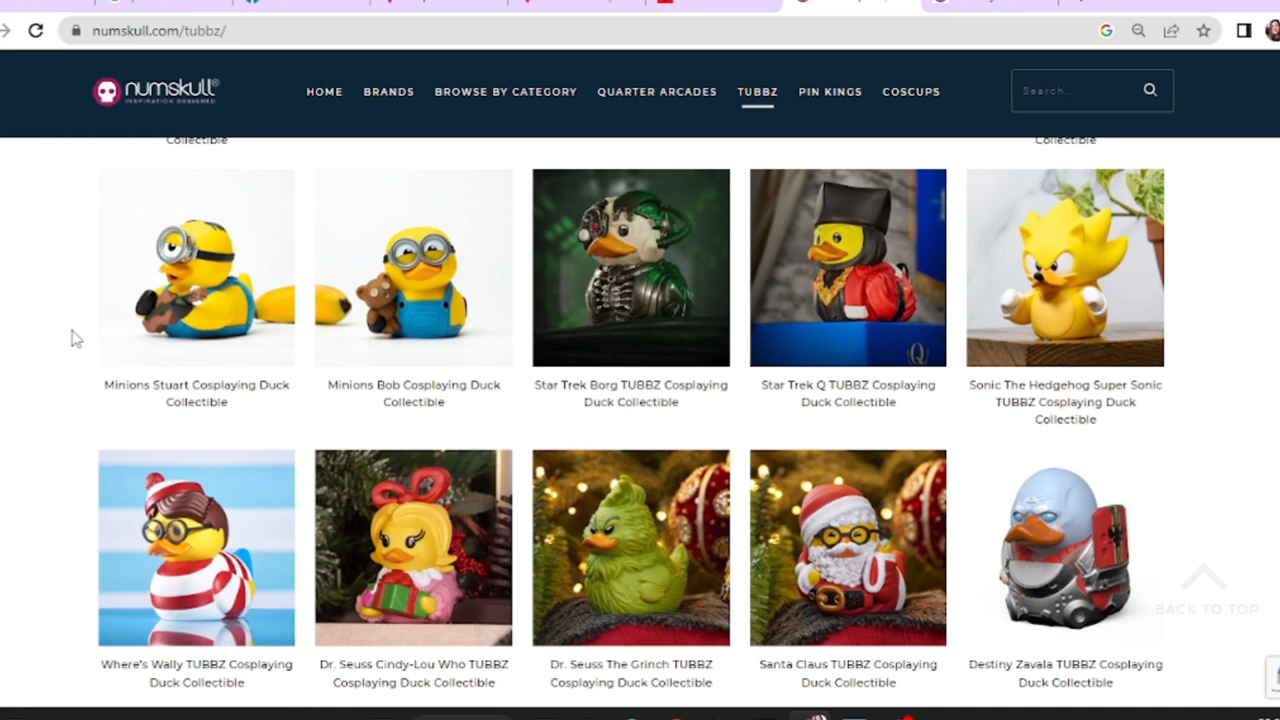 numskull.com/tubbz/
numskull®
INSPIRATION DESIGNED
HOME
BRANDS
BROWSE BY CATEGORY
QUARTER ARCADES
TUBBZ
PIN KINGS
COSCUPS
Search...
Collectible
Collectible
Minions Stuart Cosplaying Duck
Collectible
Minions Bob Cosplaying Duck
Collectible
Star Trek Borg TUBBZ Cosplaying
Duck Collectible
Star Trek Q TUBBZ Cosplaying
Duck Collectible
Sonic The Hedgehog Super Sonic
TUBBZ Cosplaying Duck
Collectible
Q
Where's Wally TUBBZ Cosplaying
Duck Collectible
Dr. Seuss Cindy-Lou Who TUBBZ
Cosplaying Duck Collectible
Dr. Seuss The Grinch TUBBZ
Cosplaying Duck Collectible
Santa Claus TUBBZ Cosplaying
Duck Collectible
Destiny Zavala TUBBZ Cosplaying
Duck Collectible
BACK TO TOP